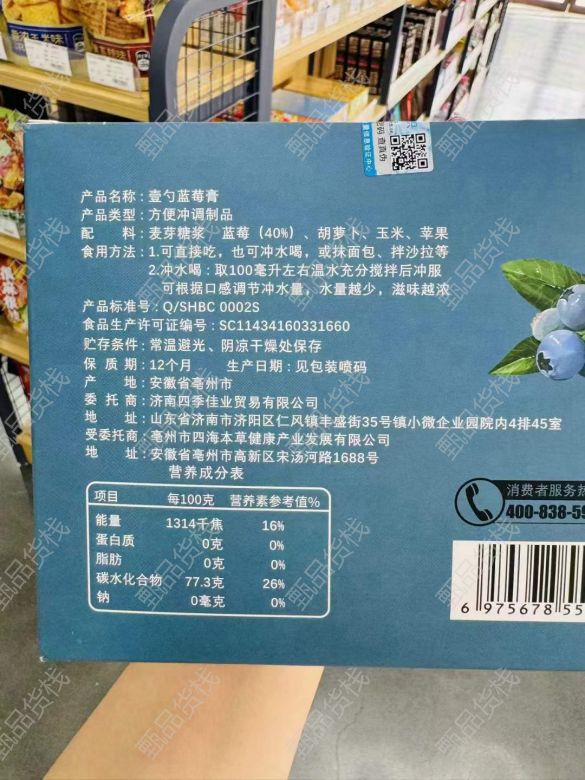 产品名称：壹勺蓝莓膏
产品类型：方便冲调制品
配 料：麦芽糖浆、蓝莓（40%）、胡萝卜、玉米、苹果
食用方法：1.可直接吃，也可冲水喝，或抹面包、拌沙拉等
2.冲水喝：取100毫升左右温水充分搅拌后冲服
可根据口感调节冲水量，水量越少，滋味越浓
产品标准号：Q/SHBC 0002S
食品生产许可证编号：SC11434160331660
贮存条件：常温避光、阴凉干燥处保存
保 质 期：12个月 生产日期：见包装喷码
产 地：安徽省亳州市
委 托 商：济南四季佳业贸易有限公司
地 址：山东省济南市济阳区仁风镇丰盛街35号镇小微企业园院内4排45室
受委托商：亳州市四海本草健康产业发展有限公司
地 址：安徽省亳州市高新区宋汤河路1688号
营养成分表
项目 每100克 营养素参考值%
能量 1314千焦 16%
蛋白质 0克 0%
脂肪 0克 0%
碳水化合物 77.3克 26%
钠 0毫克 0%
消费者服务热
400-838-59
6 975678 55
甄品货栈